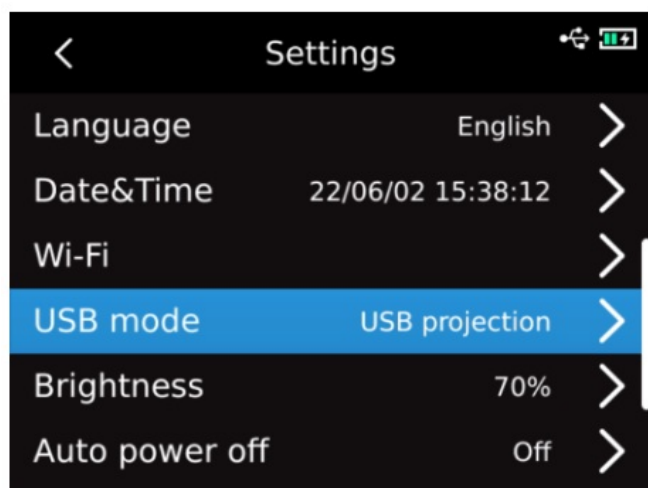 Settings
Language English
Date&Time 22/06/02 15:38:12
Wi-Fi
USB mode USB projection
Brightness 70%
Auto power off Off